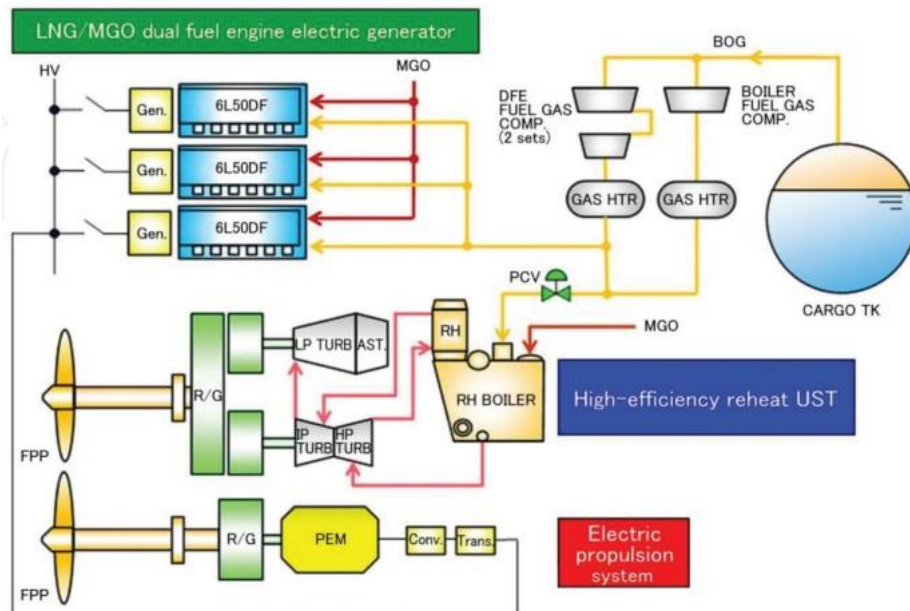 LNG/MGO dual fuel engine electric generator
HV
MGO
BOG
Gen.
6L50DF
DFE
FUEL GAS
COMP.
(2 sets)
BOILER
FUEL GAS
COMP.
Gen.
6L50DF
GAS HTR
GAS HTR
Gen.
6L50DF
PCV
CARGO TK
RH
MGO
LP TURB
AST.
R/G
RH BOILER
High-efficiency reheat UST
IP
TURB
HP
TURB
FPP
R/G
PEM
Conv.
Trans.
Electric
propulsion
system
FPP